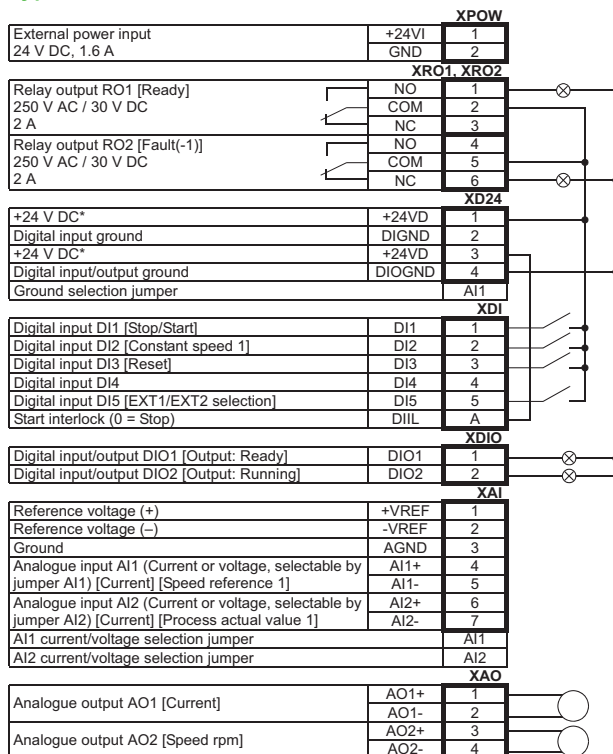 XPOW
External power input +24VI 1
24 V DC, 1.6 A GND 2
XRO1, XRO2
Relay output RO1 [Ready] NO 1
250 V AC / 30 V DC COM 2
2 A NC 3
Relay output RO2 [Fault(-1)] NO 4
250 V AC / 30 V DC COM 5
2 A NC 6
XD24
+24 V DC* +24VD 1
Digital input ground DIGND 2
+24 V DC* +24VD 3
Digital input/output ground DIOGND 4
Ground selection jumper AI1
XDI
Digital input DI1 [Stop/Start] DI1 1
Digital input DI2 [Constant speed 1] DI2 2
Digital input DI3 [Reset] DI3 3
Digital input DI4 DI4 4
Digital input DI5 [EXT1/EXT2 selection] DI5 5
Start interlock (0 = Stop) DIIL A
XDIO
Digital input/output DIO1 [Output: Ready] DIO1 1
Digital input/output DIO2 [Output: Running] DIO2 2
XAI
Reference voltage (+) +VREF 1
Reference voltage (–) -VREF 2
Ground AGND 3
Analogue input AI1 (Current or voltage, selectable by AI1+ 4
jumper AI1) [Current] [Speed reference 1] AI1- 5
Analogue input AI2 (Current or voltage, selectable by AI2+ 6
jumper AI2) [Current] [Process actual value 1] AI2- 7
AI1 current/voltage selection jumper AI1
AI2 current/voltage selection jumper AI2
XAO
Analogue output AO1 [Current] AO1+ 1
AO1- 2
Analogue output AO2 [Speed rpm] AO2+ 3
AO2- 4